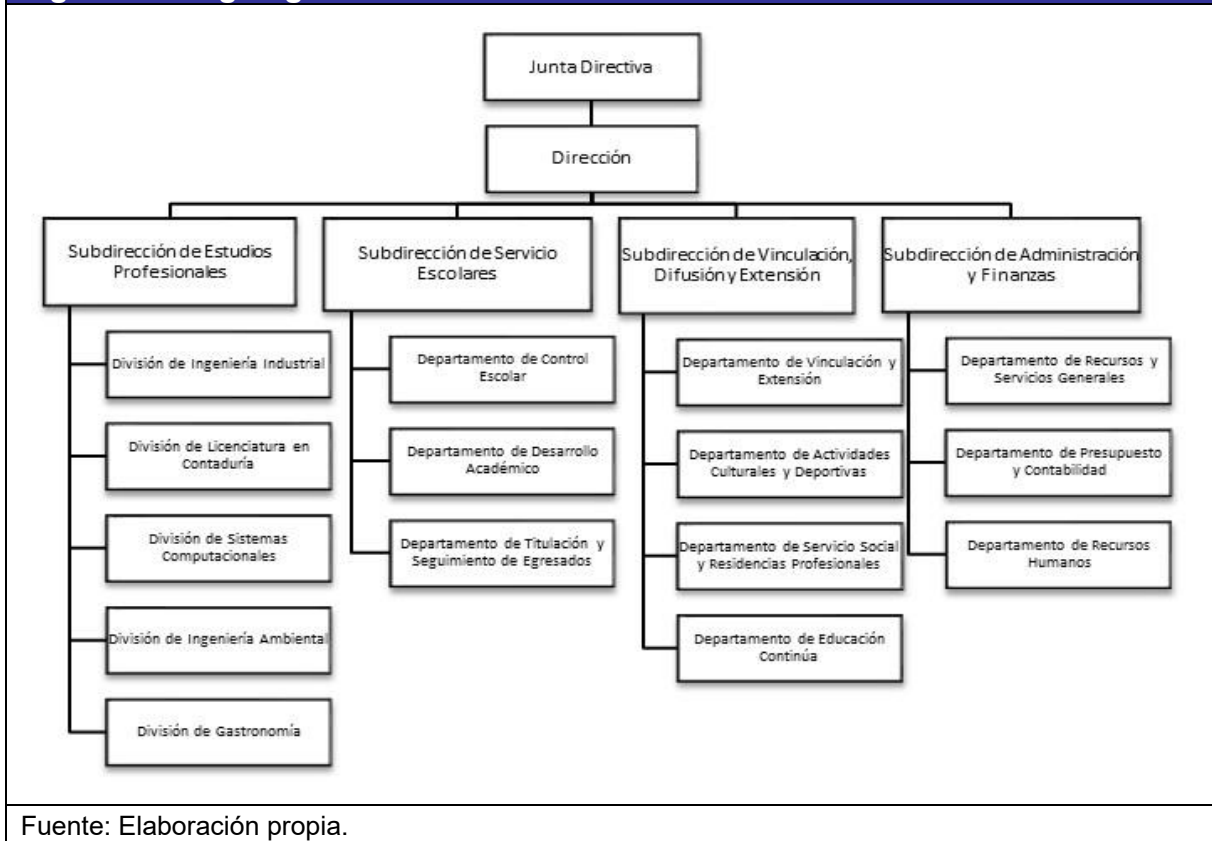 Junta Directiva
Dirección
Subdirección de Estudios
Profesionales
Subdirección de Servicio
Escolares
Subdirección de Vinculación,
Difusión y Extensión
Subdirección de Administración
y Finanzas
División de Ingeniería Industrial
División de Licenciatura en
Contaduría
División de Sistemas
Computacionales
División de Ingeniería Ambiental
División de Gastronomía
Departamento de Control
Escolar
Departamento de Desarrollo
Académico
Departamento de Titulación y
Seguimiento de Egresados
Departamento de Vinculación y
Extensión
Departamento de Actividades
Culturales y Deportivas
Departamento de Servicio Social
y Residencias Profesionales
Departamento de Educación
Continúa
Departamento de Recursos y
Servicios Generales
Departamento de Presupuesto
y Contabilidad
Departamento de Recursos
Humanos
Fuente: Elaboración propia.